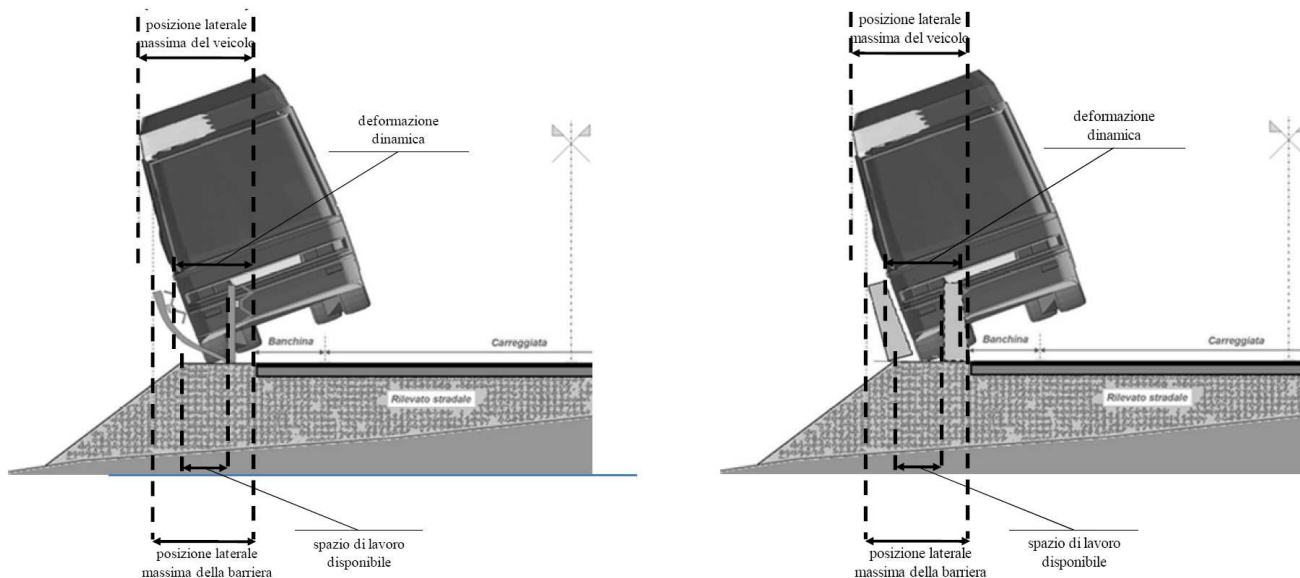 posizione laterale
massima del veicolo
deformazione
dinamica
Banchina
Carreggiata
Rilevato stradale
posizione laterale
massima della barriera
spazio di lavoro
disponibile
posizione laterale
massima del veicolo
deformazione
dinamica
Banchina
Carreggiata
Rilevato stradale
posizione laterale
massima della barriera
spazio di lavoro
disponibile